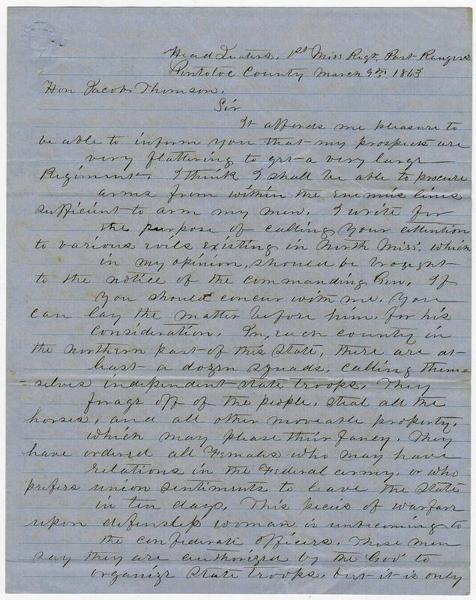 Head Quaters, 1st Miss Regt. Part Rangers
Pontotoc County March 9th 1863
Hon Jacob Thomson,
Sir
It affords me pleasure to
be able to inform you that my prospects are
very flattering to get a very large
Regiment. I think I shall be able to procure
arms from within the enemies lines
sufficient to arm my men. I write for
the purpose of calling your attention
to various evils existing in North Miss. which
in my opinion, should be brought
to the notice of the commanding Gen. If
you should concur with me, you
can lay the matter before him, for his
consideration. In, each county in
the northern part of this State, there are at
least a dozen squads, calling them
-selves independent state troops. They
forage off of the people, steal all the
horses, and all other moveable property,
which may please their fancy. They
have ordered all Females who may have
relations in the Federal army, or who
prefers union sentiments to leave the State
in ten days. This piece of warfare
upon defensless woman is unbecoming to
the confederate officers. These men
say they are authorized by the Gov to
organize State troops, but it is only